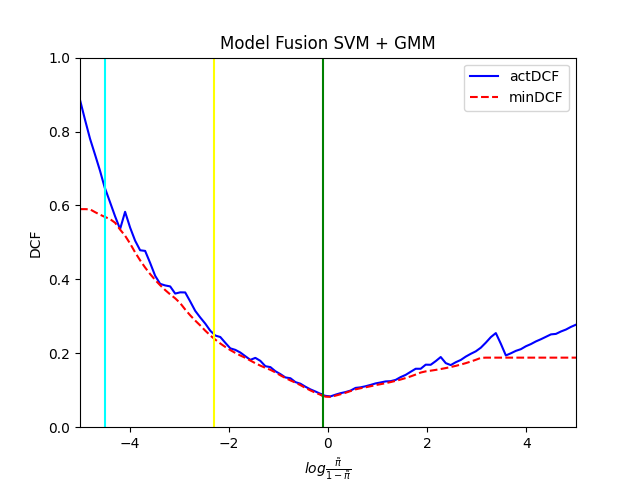 Model Fusion SVM + GMM
1.0
0.8
0.6
0.4
0.2
0.0
DCF
actDCF
minDCF
−4
−2
0
2
4
log π̃/(1 − π̃)